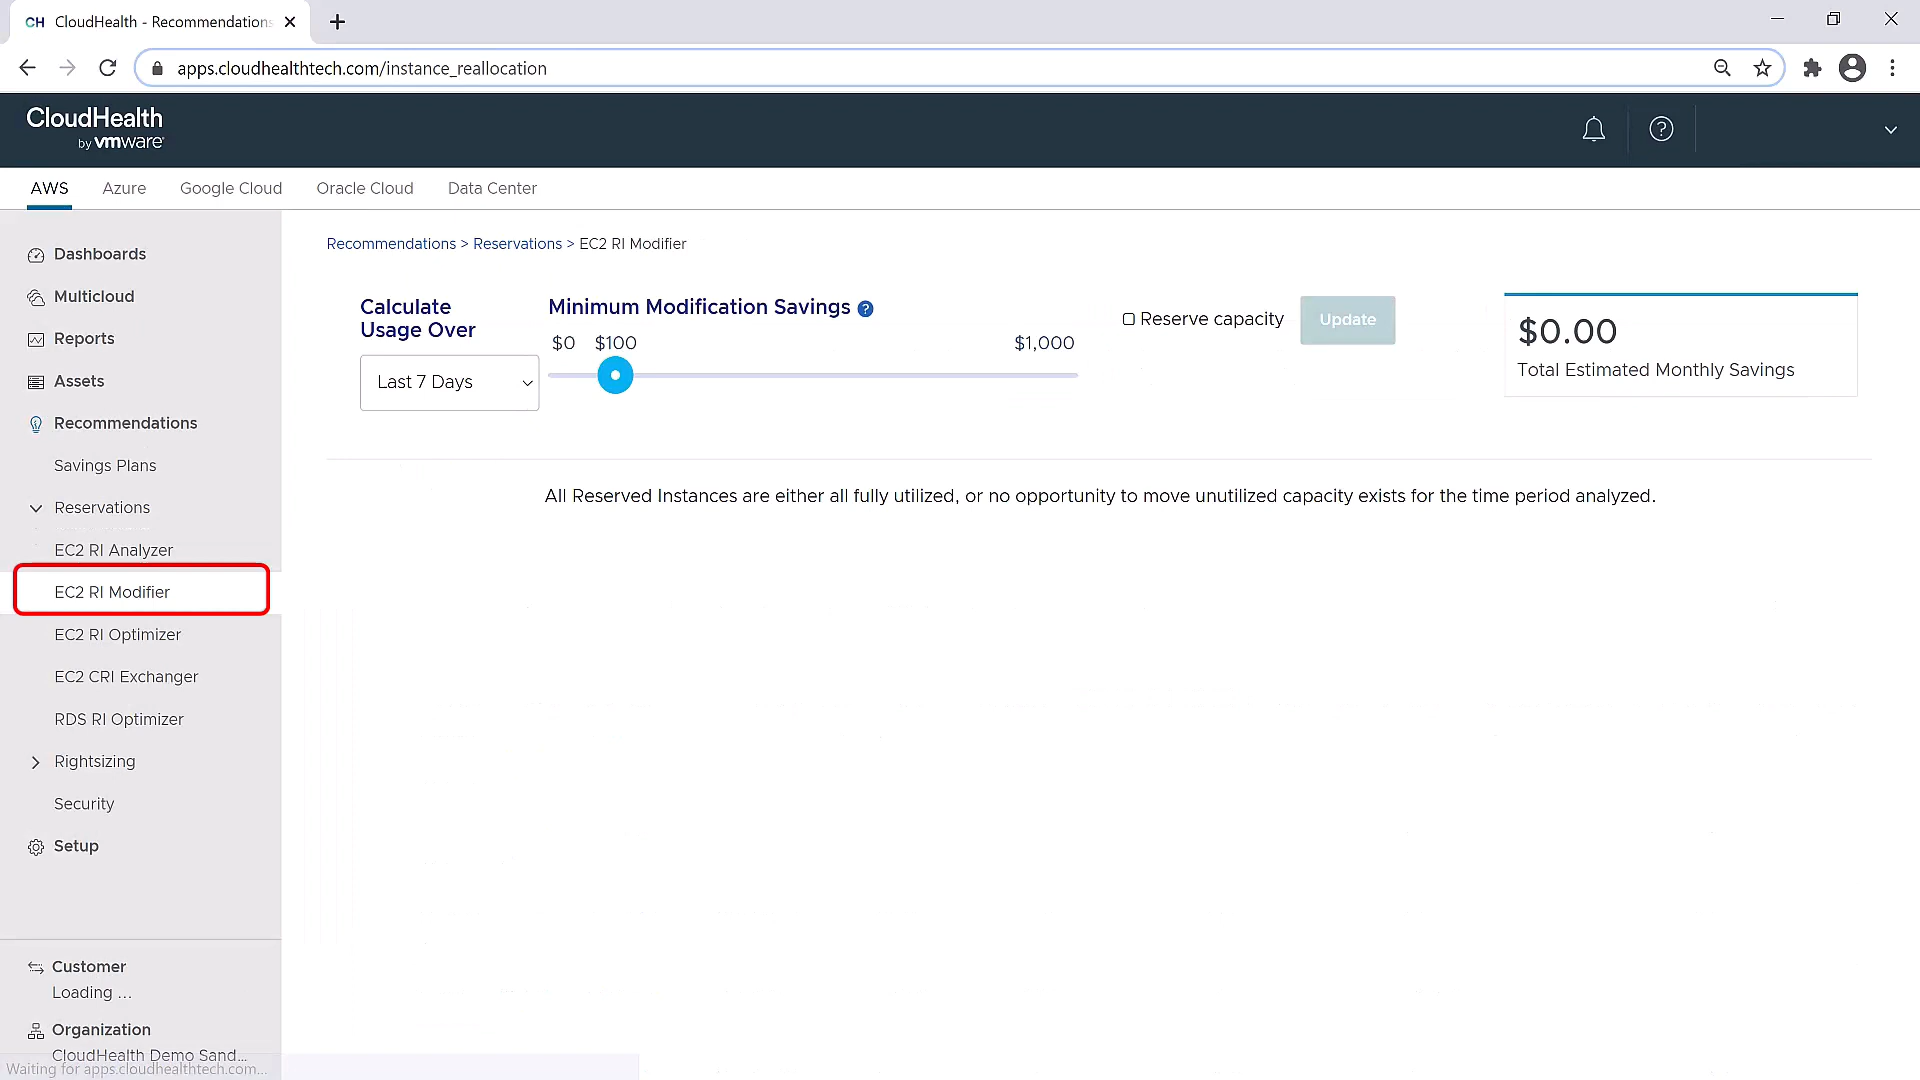 CH CloudHealth - Recommendations
apps.cloudhealthtech.com/instance_reallocation
CloudHealth
by vmware
AWS Azure Google Cloud Oracle Cloud Data Center
Dashboards
Multicloud
Reports
Assets
Recommendations
Savings Plans
Reservations
EC2 RI Analyzer
EC2 RI Modifier
EC2 RI Optimizer
EC2 CRI Exchanger
RDS RI Optimizer
Rightsizing
Security
Setup
Customer
Loading ...
Organization
CloudHealth Demo Sand...
Waiting for apps.cloudhealthtech.com...
Recommendations > Reservations > EC2 RI Modifier
Calculate
Usage Over
Last 7 Days
Minimum Modification Savings ?
$0 $100 $1,000
Reserve capacity Update
$0.00
Total Estimated Monthly Savings
All Reserved Instances are either all fully utilized, or no opportunity to move unutilized capacity exists for the time period analyzed.